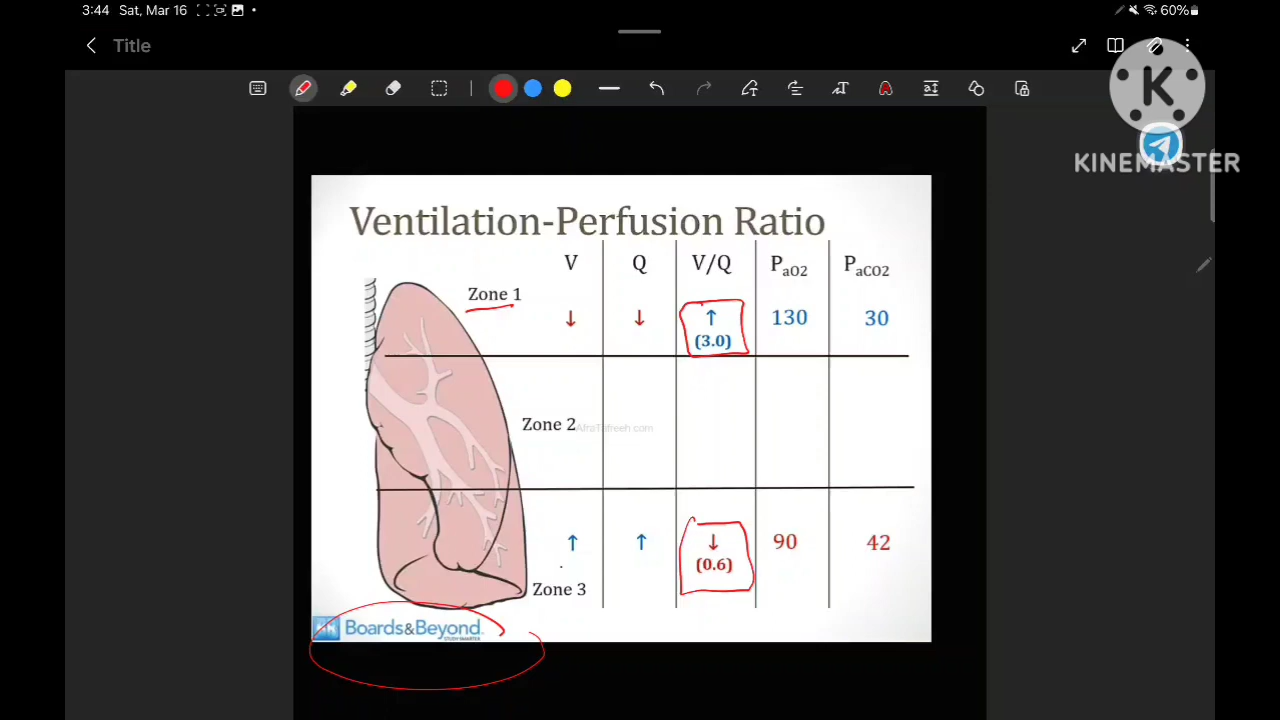 3:44 Sat, Mar 16
60%
Title
K
KINEMASTER
Ventilation-Perfusion Ratio
V Q V/Q PaO2 PaCO2
Zone 1
↓ ↓ ↑ 130 30
(3.0)
Zone 2
↑ ↑ ↓ 90 42
(0.6)
Zone 3
Boards&Beyond.